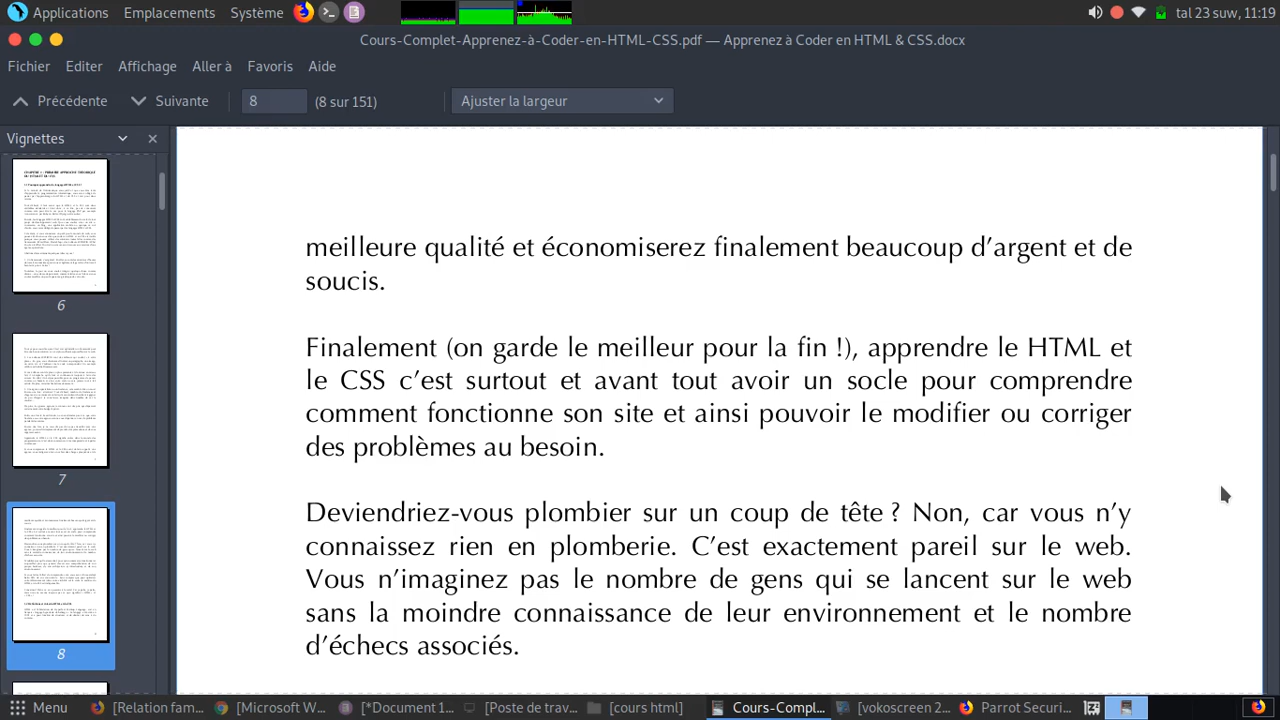 Applications Emplacements Système tal 23 suw, 11:19
Cours-Complet-Apprenez-à-Coder-en-HTML-CSS.pdf — Apprenez à Coder en HTML & CSS.docx
Fichier Editer Affichage Aller à Favoris Aide
Précédente Suivante 8 (8 sur 151) Ajuster la largeur
Vignettes
6
7
8
meilleure qualité et économiserez finalement beaucoup d’argent et de
soucis.
Finalement (on garde le meilleur pour la fin !), apprendre le HTML et
le CSS c’est surtout et avant tout avoir un socle pour comprendre
comment fonctionne son site et ainsi pouvoir le modifier ou corriger
des problèmes au besoin.
Deviendriez-vous plombier sur un coup de tête ? Non, car vous n’y
connaissez rien en plomberie. C’est exactement pareil sur le web.
Vous n’imaginez pas le nombre de gens qui se lancent sur le web
sans la moindre connaissance de leur environnement et le nombre
d’échecs associés.
Menu [Relation fam... [Microsoft W... [*Document 1... [Poste de trav... [cours html] Cours-Compl... [vokoscreen 2... Parrot Securi...